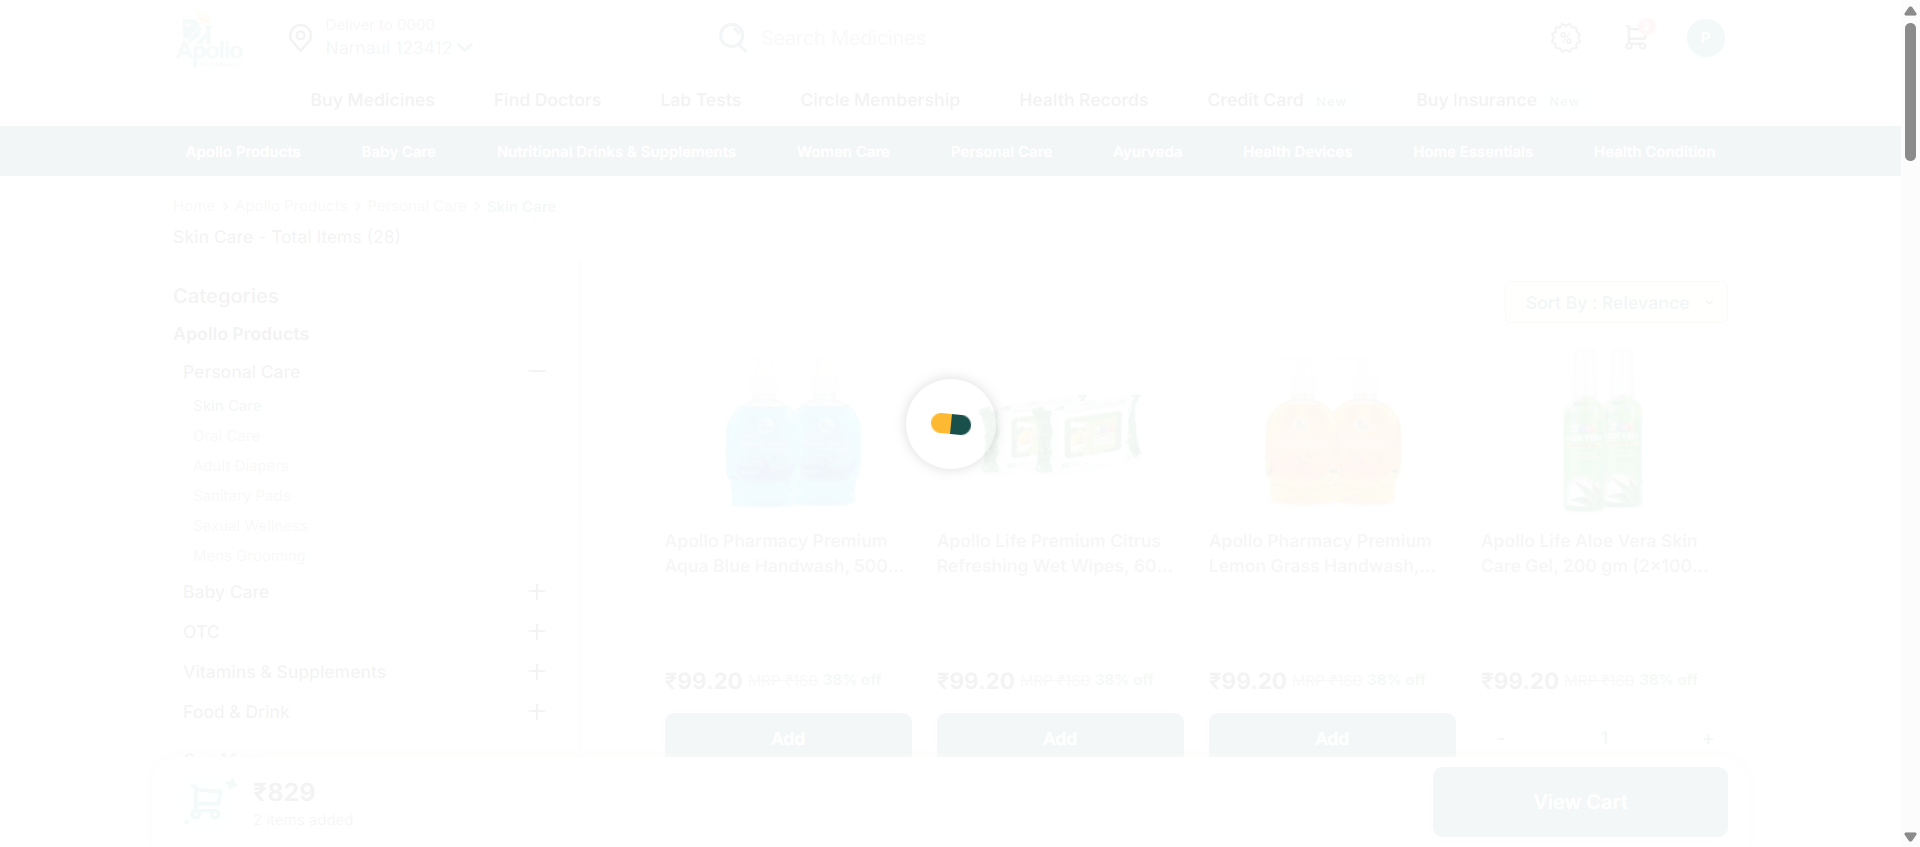 Apollo
Deliver to 0000
Narnaul 123412
Search Medicines
P
Buy Medicines
Find Doctors
Lab Tests
Circle Membership
Health Records
Credit Card New
Buy Insurance New
Apollo Products
Baby Care
Nutritional Drinks & Supplements
Women Care
Personal Care
Ayurveda
Health Devices
Home Essentials
Health Condition
Home > Apollo Products > Personal Care > Skin Care
Skin Care - Total Items (28)
Categories
Apollo Products
Personal Care
Skin Care
Oral Care
Adult Diapers
Sanitary Pads
Sexual Wellness
Mens Grooming
Baby Care
OTC
Vitamins & Supplements
Food & Drink
Sort By : Relevance
Apollo Pharmacy Premium
Aqua Blue Handwash, 500...
₹99.20 MRP ₹160 38% off
Add
Apollo Life Premium Citrus
Refreshing Wet Wipes, 60...
₹99.20 MRP ₹160 38% off
Add
Apollo Pharmacy Premium
Lemon Grass Handwash,...
₹99.20 MRP ₹160 38% off
Add
Apollo Life Aloe Vera Skin
Care Gel, 200 gm (2x100...
₹99.20 MRP ₹160 38% off
- 1 +
₹829
2 items added
View Cart